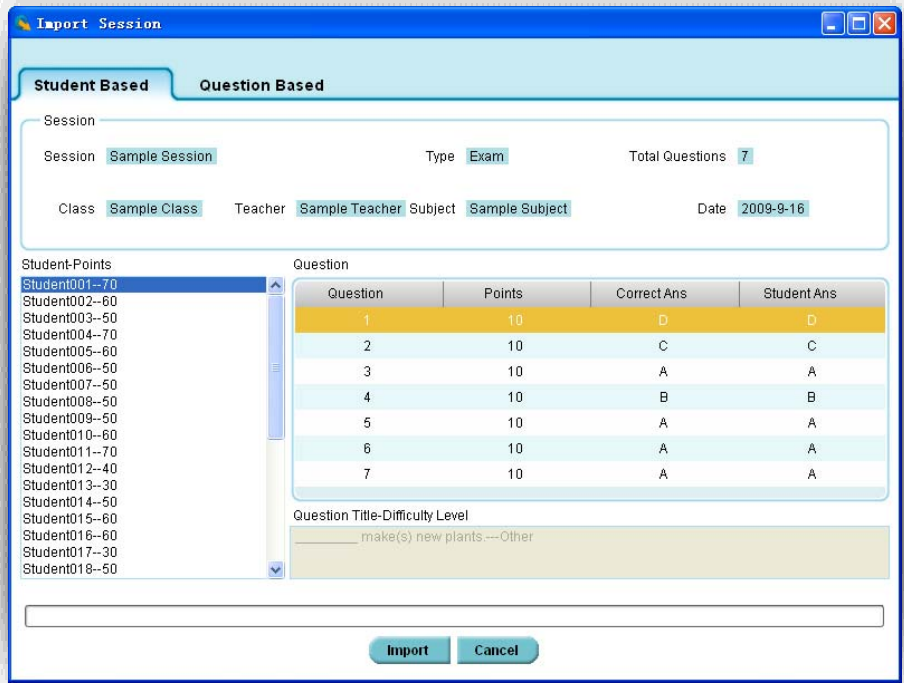 Import Session
Student Based Question Based
Session
Session Sample Session Type Exam Total Questions 7
Class Sample Class Teacher Sample Teacher Subject Sample Subject Date 2009-9-16
Student-Points
Student001--70
Student002--60
Student003--50
Student004--70
Student005--60
Student006--50
Student007--50
Student008--50
Student009--50
Student010--60
Student011--70
Student012--40
Student013--30
Student014--50
Student015--60
Student016--60
Student017--30
Student018--50
Question
Question Points Correct Ans Student Ans
1 10 D D
2 10 C C
3 10 A A
4 10 B B
5 10 A A
6 10 A A
7 10 A A
Question Title-Difficulty Level
________ make(s) new plants.---Other
Import Cancel